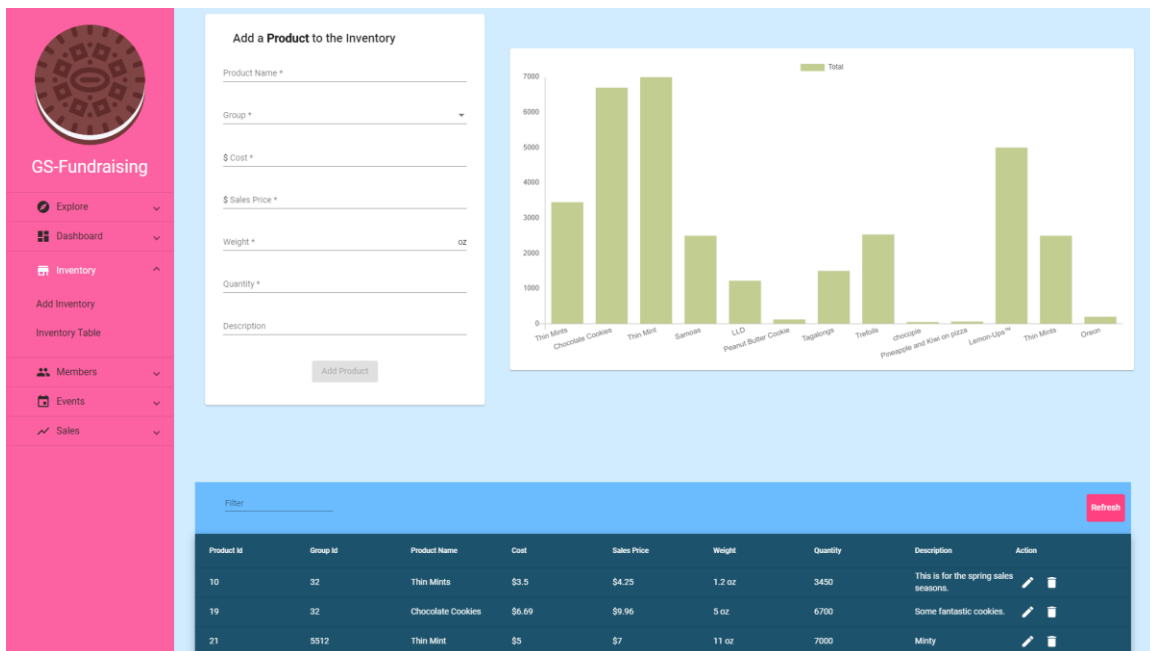 GS-Fundraising
Explore
Dashboard
Inventory
Add Inventory
Inventory Table
Members
Events
Sales
Add a Product to the Inventory
Product Name *
Group *
$ Cost *
$ Sales Price *
Weight *
oz
Quantity *
Description
Add Product
Total
7000
6000
5000
4000
3000
2000
1000
0
Thin Mints
Chocolate Cookies
Thin Mint
Samoas
LLD
Peanut Butter Cookie
Tagalongs
Trefoils
chocopie
Pineapple and Kiwi on pizza
Lemon-Ups™
Thin Mints
Oreon
Filter
Refresh
Product Id Group Id Product Name Cost Sales Price Weight Quantity Description Action
10 32 Thin Mints $3.5 $4.25 1.2 oz 3450 This is for the spring sales
seasons.
19 32 Chocolate Cookies $6.69 $9.96 5 oz 6700 Some fantastic cookies.
21 5512 Thin Mint $5 $7 11 oz 7000 Minty